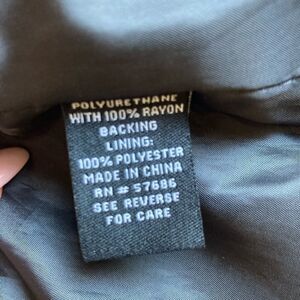 POLYURETHANE
WITH 100% RAYON
BACKING
LINING:
100% POLYESTER
MADE IN CHINA
RN # 57686
SEE REVERSE
FOR CARE